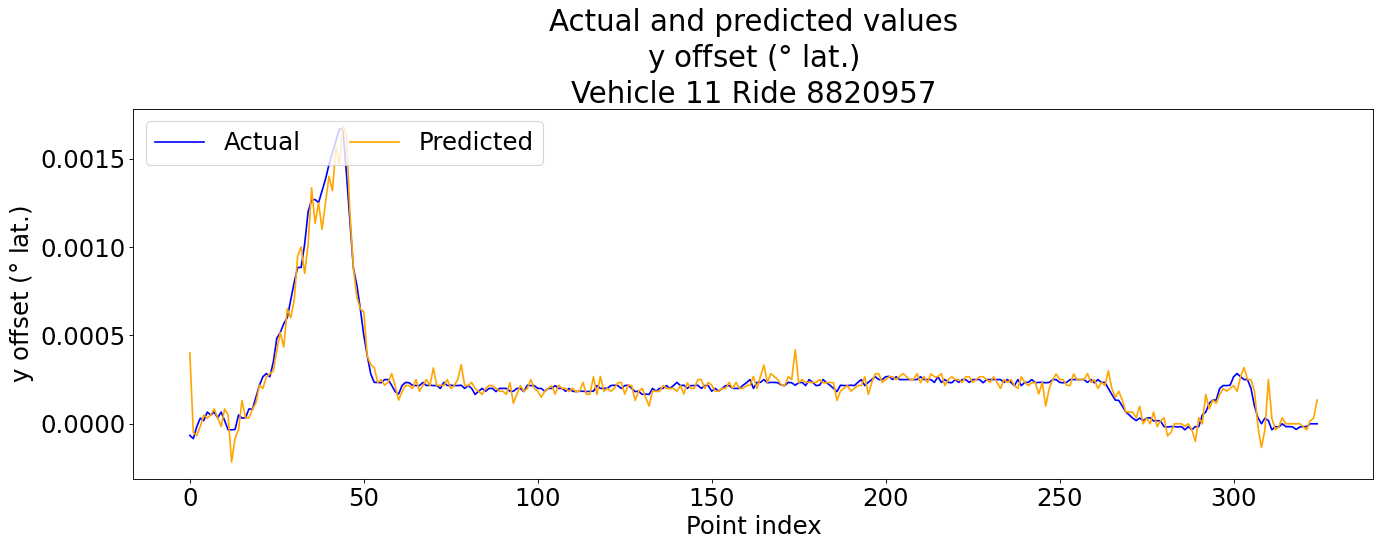 Actual and predicted values
y offset (° lat.)
Vehicle 11 Ride 8820957
Actual Predicted
y offset (° lat.)
0.0015
0.0010
0.0005
0.0000
0 50 100 150 200 250 300
Point index